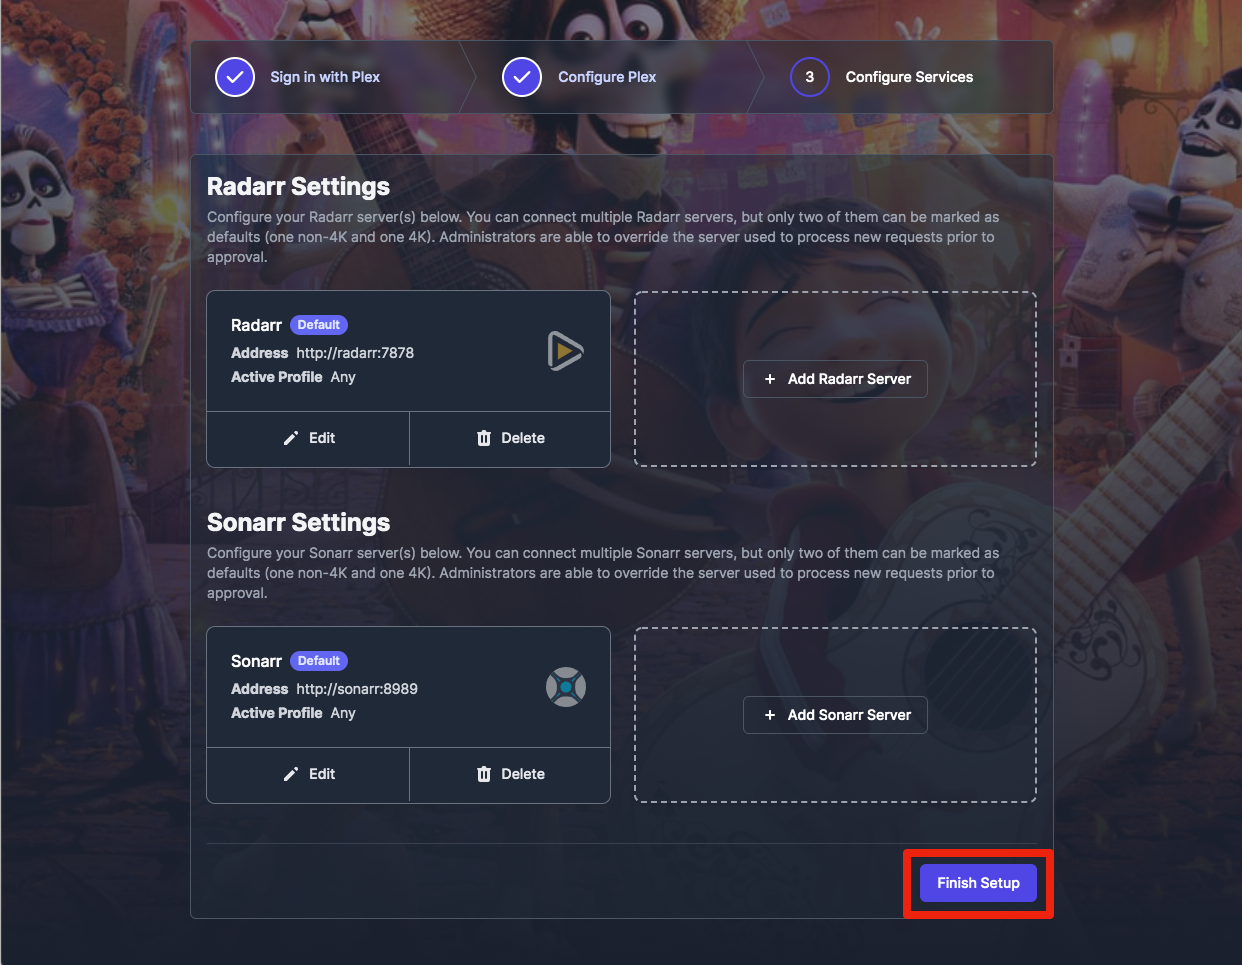 Sign in with Plex
Configure Plex
3
Configure Services
Radarr Settings
Configure your Radarr server(s) below. You can connect multiple Radarr servers, but only two of them can be marked as
defaults (one non-4K and one 4K). Administrators are able to override the server used to process new requests prior to
approval.
Radarr Default
Address http://radarr:7878
Active Profile Any
Edit
Delete
+ Add Radarr Server
Sonarr Settings
Configure your Sonarr server(s) below. You can connect multiple Sonarr servers, but only two of them can be marked as
defaults (one non-4K and one 4K). Administrators are able to override the server used to process new requests prior to
approval.
Sonarr Default
Address http://sonarr:8989
Active Profile Any
Edit
Delete
+ Add Sonarr Server
Finish Setup